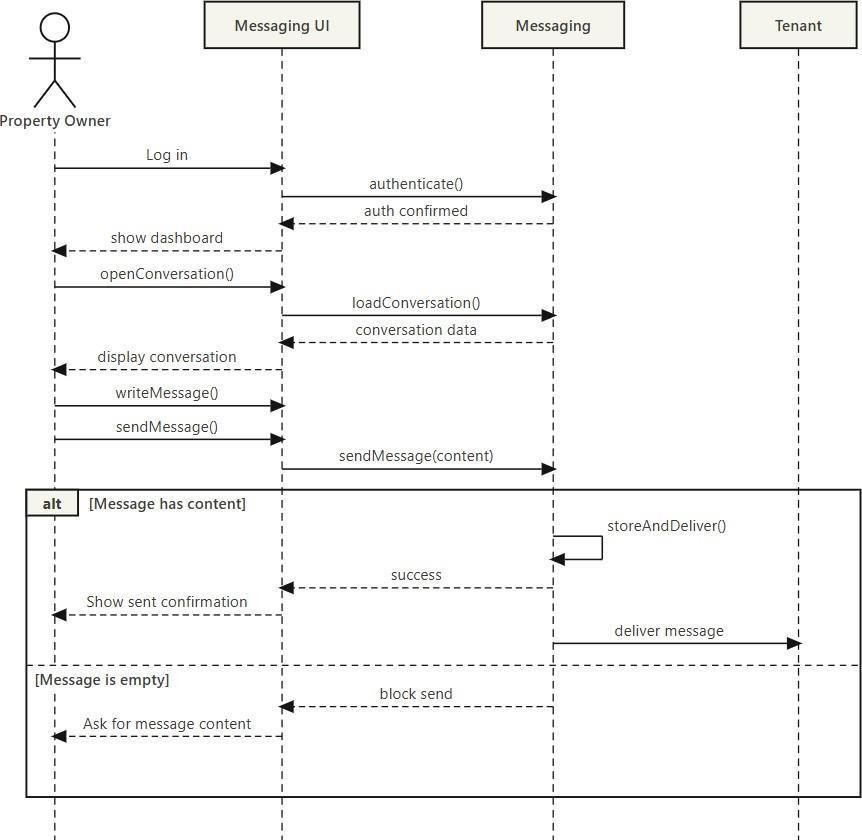 Messaging UI
Messaging
Tenant
Property Owner
Log in
authenticate()
auth confirmed
show dashboard
openConversation()
loadConversation()
conversation data
display conversation
writeMessage()
sendMessage()
sendMessage(content)
alt [Message has content]
storeAndDeliver()
success
Show sent confirmation
deliver message
[Message is empty]
block send
Ask for message content